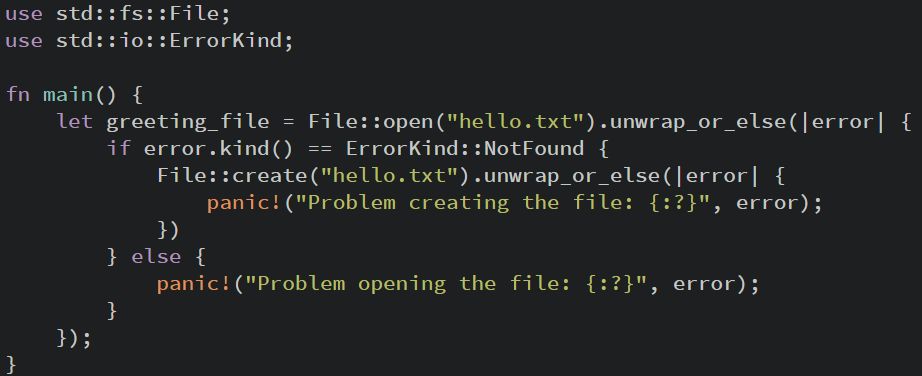 use std::fs::File;
use std::io::ErrorKind;

fn main() {
    let greeting_file = File::open("hello.txt").unwrap_or_else(|error| {
        if error.kind() == ErrorKind::NotFound {
            File::create("hello.txt").unwrap_or_else(|error| {
                panic!("Problem creating the file: {:?}", error);
            })
        } else {
            panic!("Problem opening the file: {:?}", error);
        }
    });
}